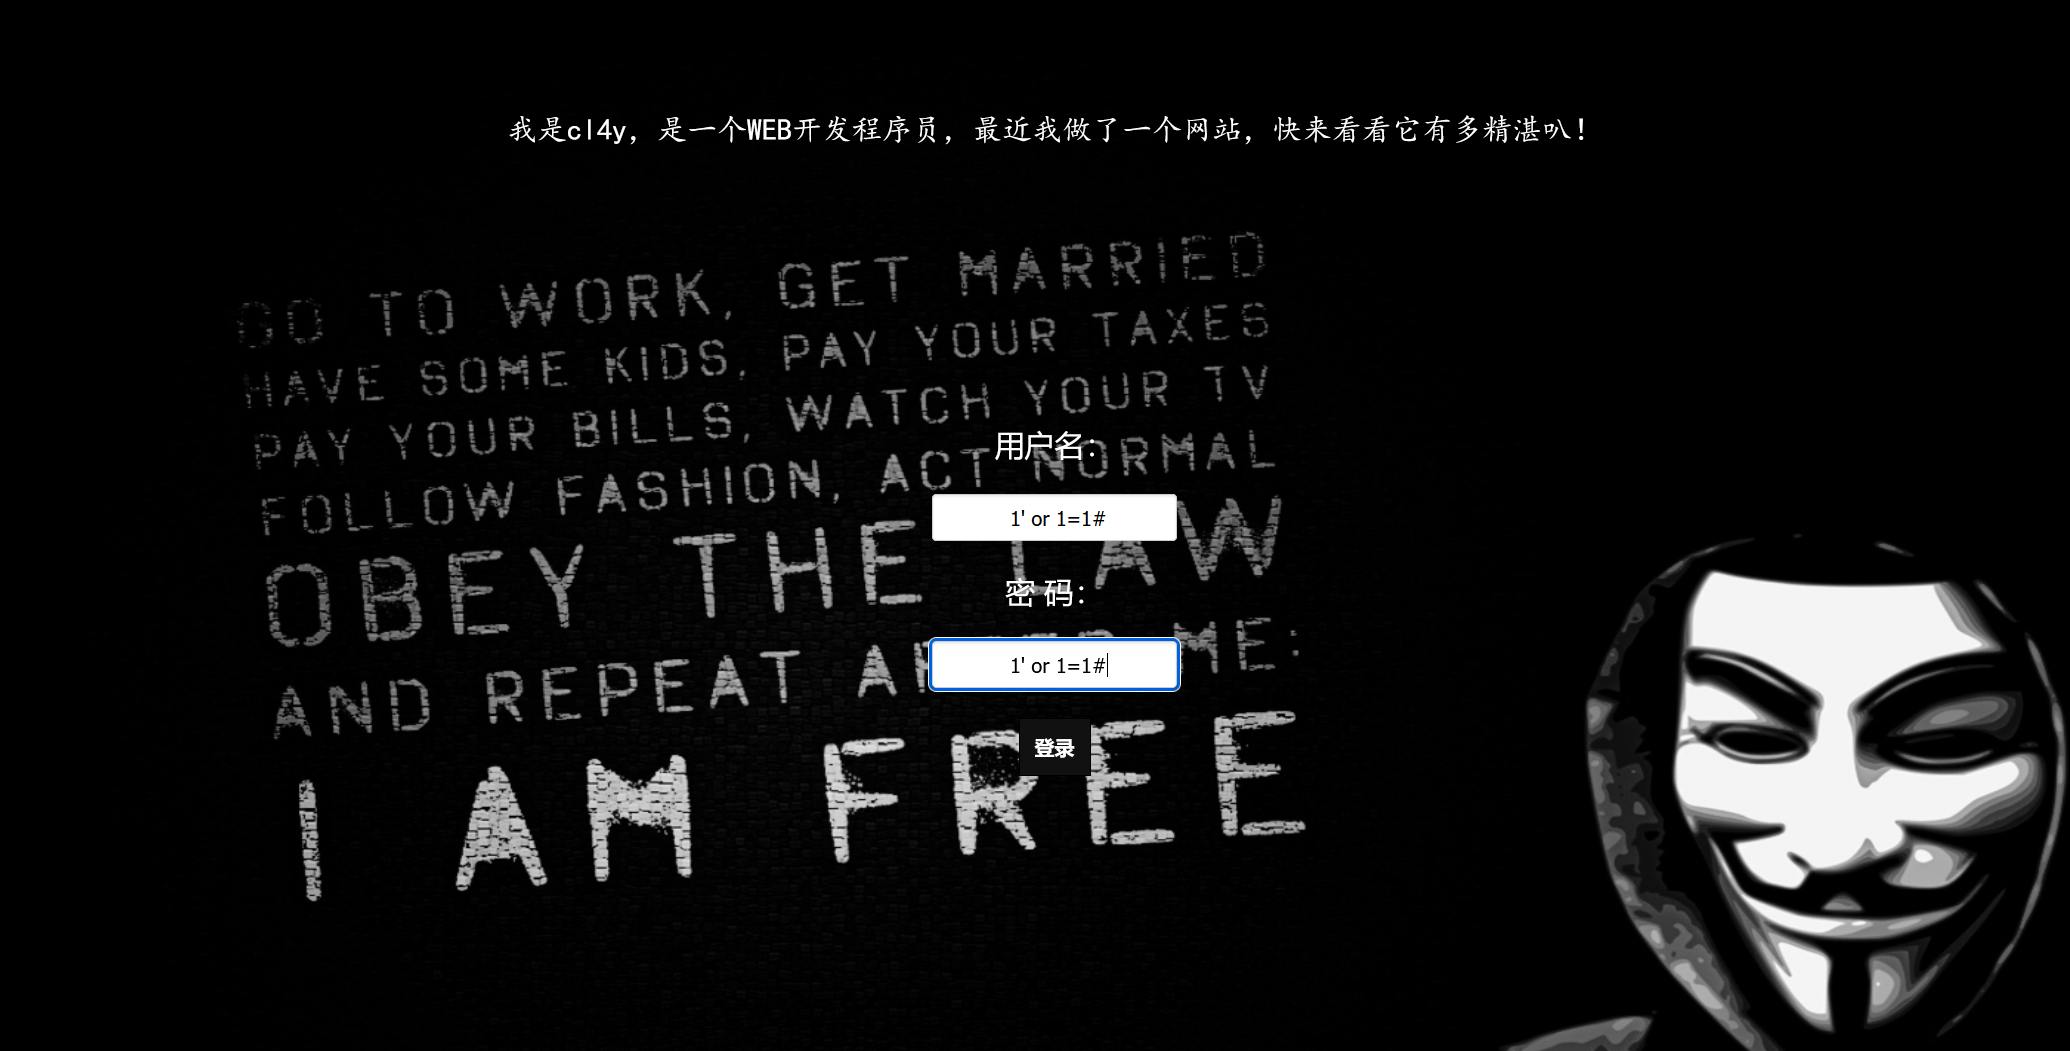 我是cl4y，是一个WEB开发程序员，最近我做了一个网站，快来看看它有多精湛叭！
GO TO WORK, GET MARRIED
HAVE SOME KIDS, PAY YOUR TAXES
PAY YOUR BILLS, WATCH YOUR TV
FOLLOW FASHION, ACT NORMAL
OBEY THE LAW
AND REPEAT AFTER ME:
I AM FREE
用户名：
1' or 1=1#
密 码：
1' or 1=1#
登录